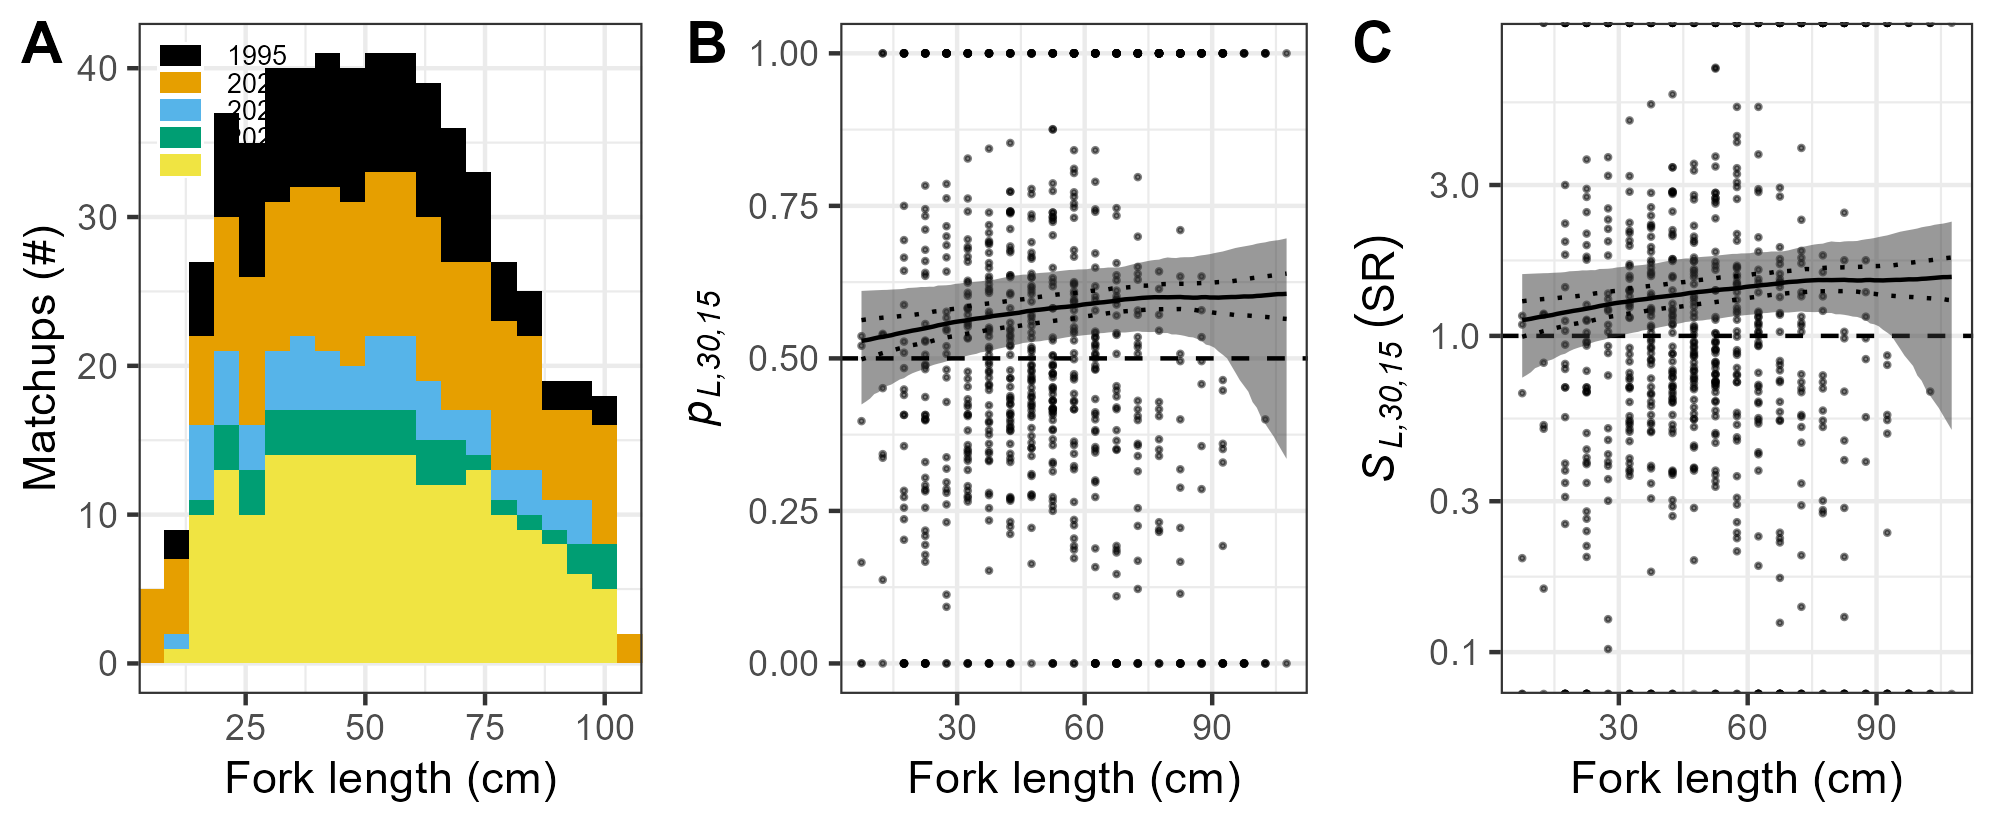 A
Matchups (#)
40
30
20
10
0
1995
25 50 75 100
Fork length (cm)
B
p L,30,15
1.00
0.75
0.50
0.25
0.00
30 60 90
Fork length (cm)
C
S L,30,15 (SR)
3.0
1.0
0.3
0.1
30 60 90
Fork length (cm)